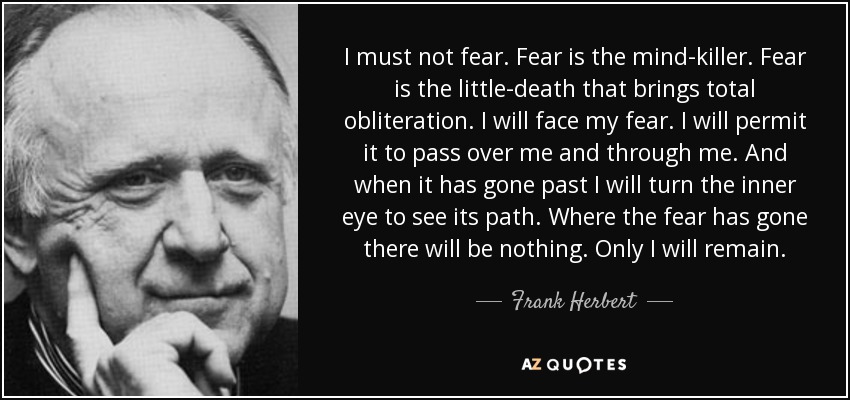 I must not fear. Fear is the mind-killer. Fear
is the little-death that brings total
obliteration. I will face my fear. I will permit
it to pass over me and through me. And
when it has gone past I will turn the inner
eye to see its path. Where the fear has gone
there will be nothing. Only I will remain.
Frank Herbert
AZ QUOTES